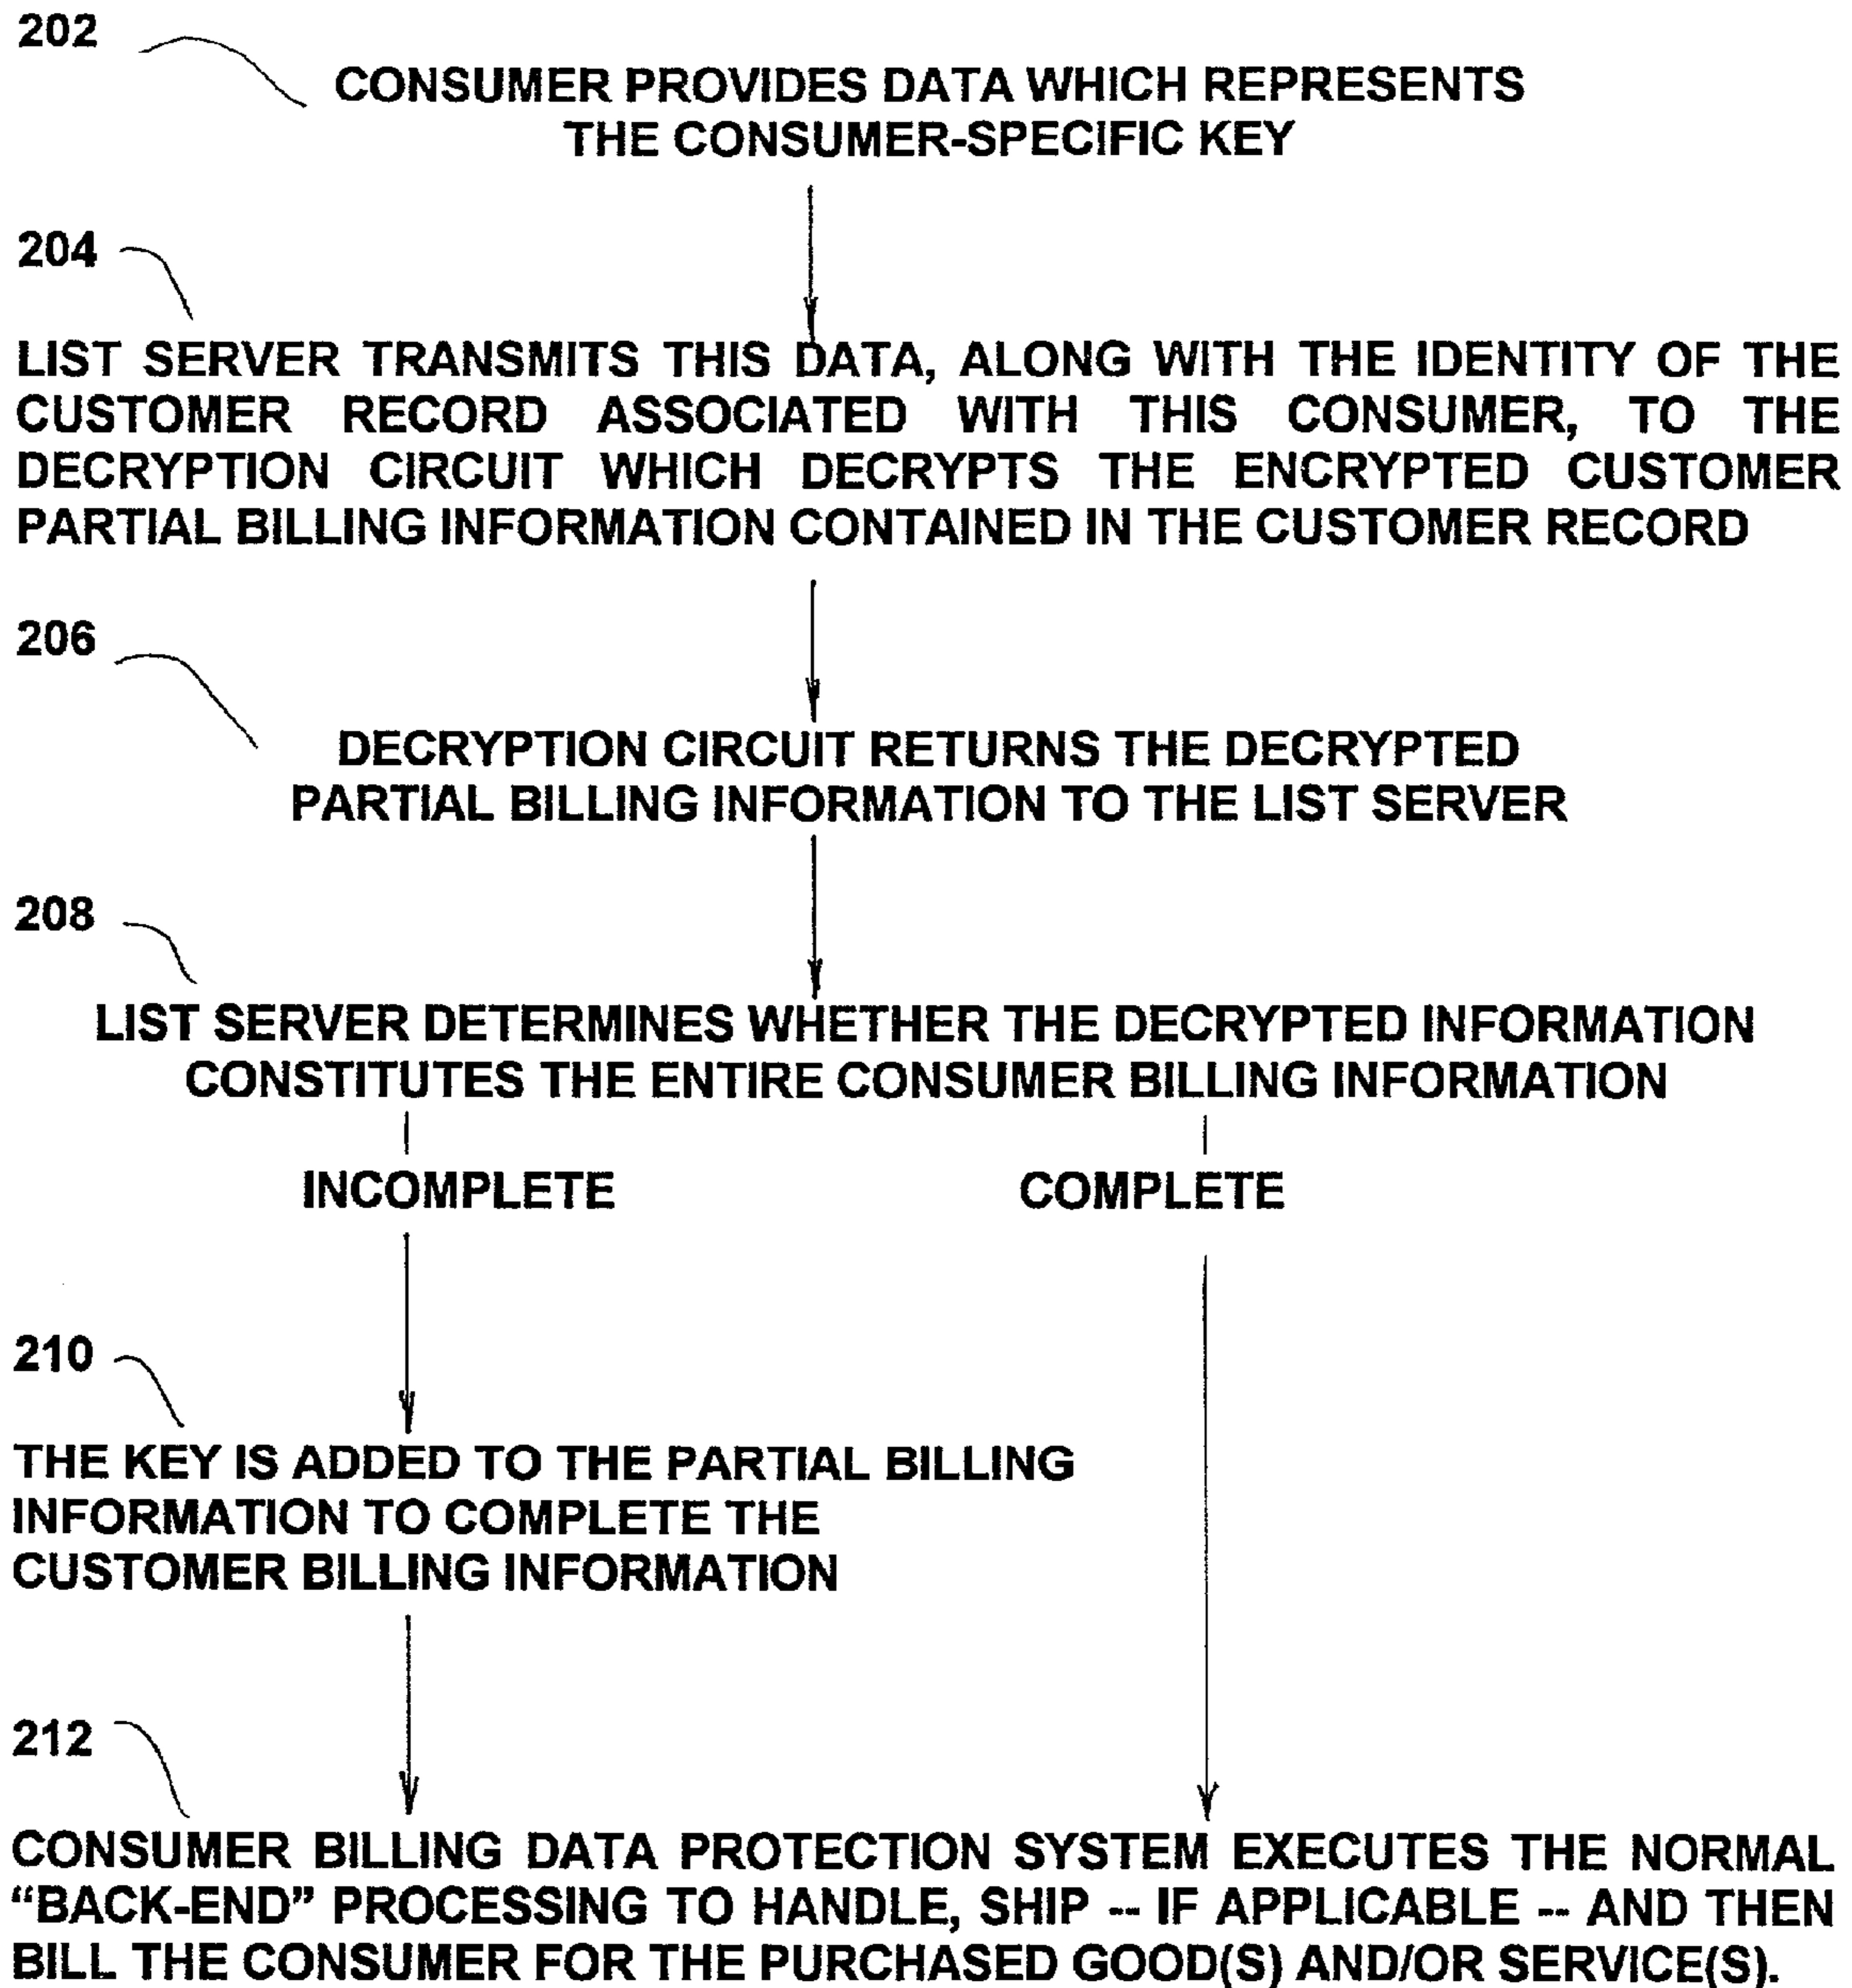 202
CONSUMER PROVIDES DATA WHICH REPRESENTS
THE CONSUMER-SPECIFIC KEY
204
LIST SERVER TRANSMITS THIS DATA, ALONG WITH THE IDENTITY OF THE
CUSTOMER RECORD ASSOCIATED WITH THIS CONSUMER, TO THE
DECRYPTION CIRCUIT WHICH DECRYPTS THE ENCRYPTED CUSTOMER
PARTIAL BILLING INFORMATION CONTAINED IN THE CUSTOMER RECORD
206
DECRYPTION CIRCUIT RETURNS THE DECRYPTED
PARTIAL BILLING INFORMATION TO THE LIST SERVER
208
LIST SERVER DETERMINES WHETHER THE DECRYPTED INFORMATION
CONSTITUTES THE ENTIRE CONSUMER BILLING INFORMATION
INCOMPLETE COMPLETE
210
THE KEY IS ADDED TO THE PARTIAL BILLING
INFORMATION TO COMPLETE THE
CUSTOMER BILLING INFORMATION
212
CONSUMER BILLING DATA PROTECTION SYSTEM EXECUTES THE NORMAL
“BACK-END” PROCESSING TO HANDLE, SHIP -- IF APPLICABLE -- AND THEN
BILL THE CONSUMER FOR THE PURCHASED GOOD(S) AND/OR SERVICE(S).